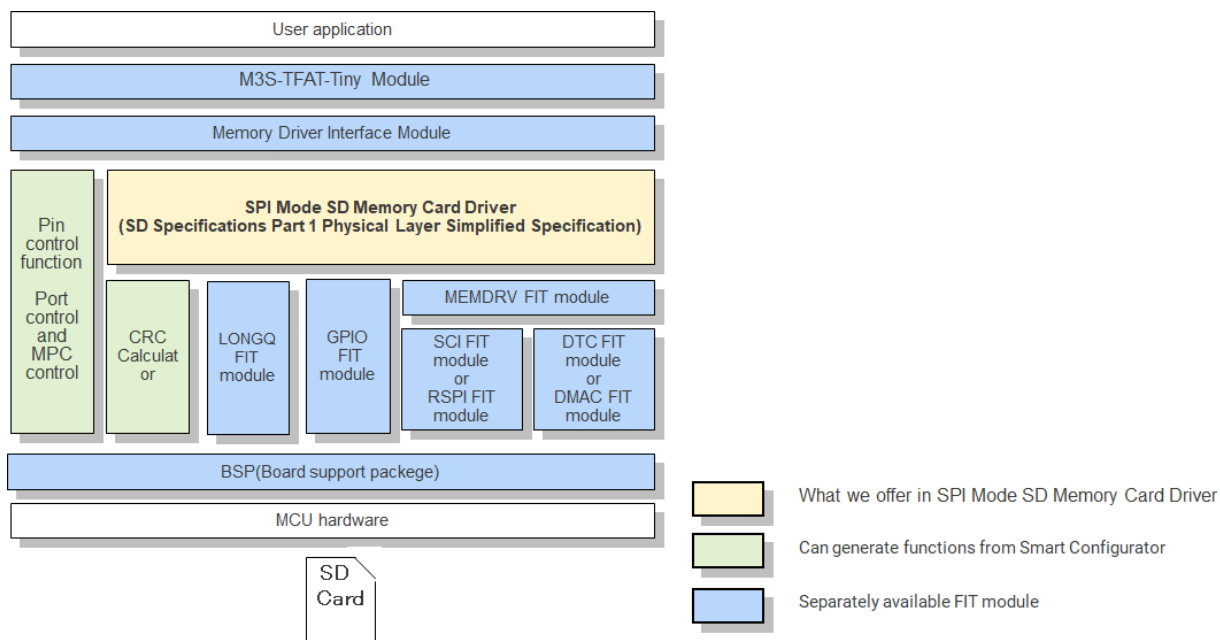 User application
M3S-TFAT-Tiny Module
Memory Driver Interface Module
SPI Mode SD Memory Card Driver
(SD Specifications Part 1 Physical Layer Simplified Specification)
Pin
control
function
Port
control
and
MPC
control
CRC
Calculat
or
LONGQ
FIT
module
GPIO
FIT
module
MEMDRV FIT module
SCI FIT
module
or
RSPI FIT
module
DTC FIT
module
or
DMAC FIT
module
BSP(Board support packege)
MCU hardware
SD
Card
What we offer in SPI Mode SD Memory Card Driver
Can generate functions from Smart Configurator
Separately available FIT module